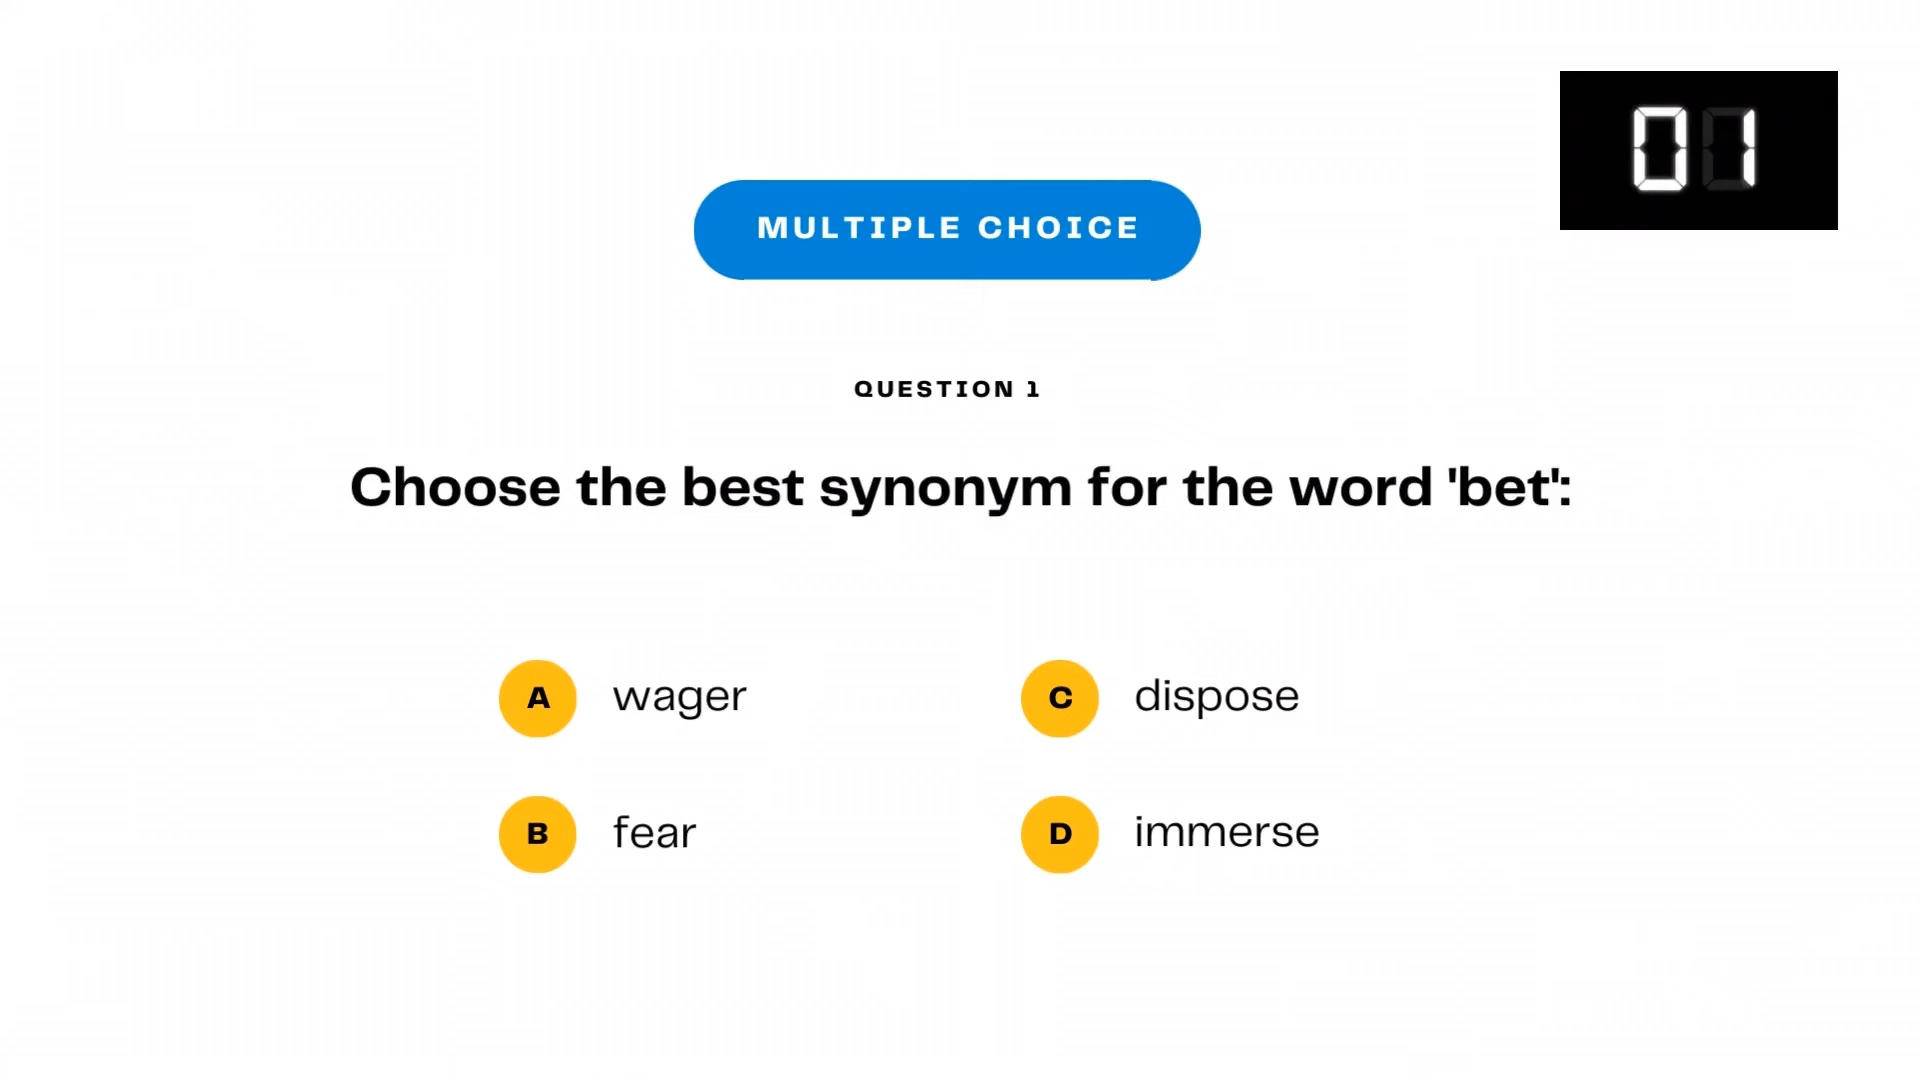 01
MULTIPLE CHOICE
QUESTION 1
Choose the best synonym for the word 'bet':
A wager
B fear
C dispose
D immerse